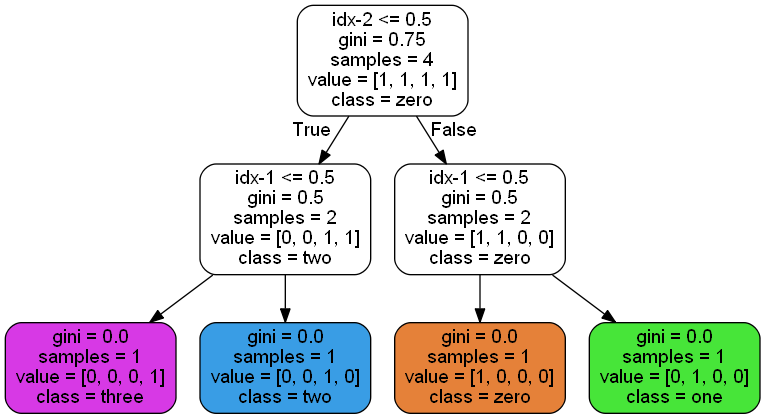 idx-2 <= 0.5
gini = 0.75
samples = 4
value = [1, 1, 1, 1]
class = zero
True
False
idx-1 <= 0.5
gini = 0.5
samples = 2
value = [0, 0, 1, 1]
class = two
idx-1 <= 0.5
gini = 0.5
samples = 2
value = [1, 1, 0, 0]
class = zero
gini = 0.0
samples = 1
value = [0, 0, 0, 1]
class = three
gini = 0.0
samples = 1
value = [0, 0, 1, 0]
class = two
gini = 0.0
samples = 1
value = [1, 0, 0, 0]
class = zero
gini = 0.0
samples = 1
value = [0, 1, 0, 0]
class = one